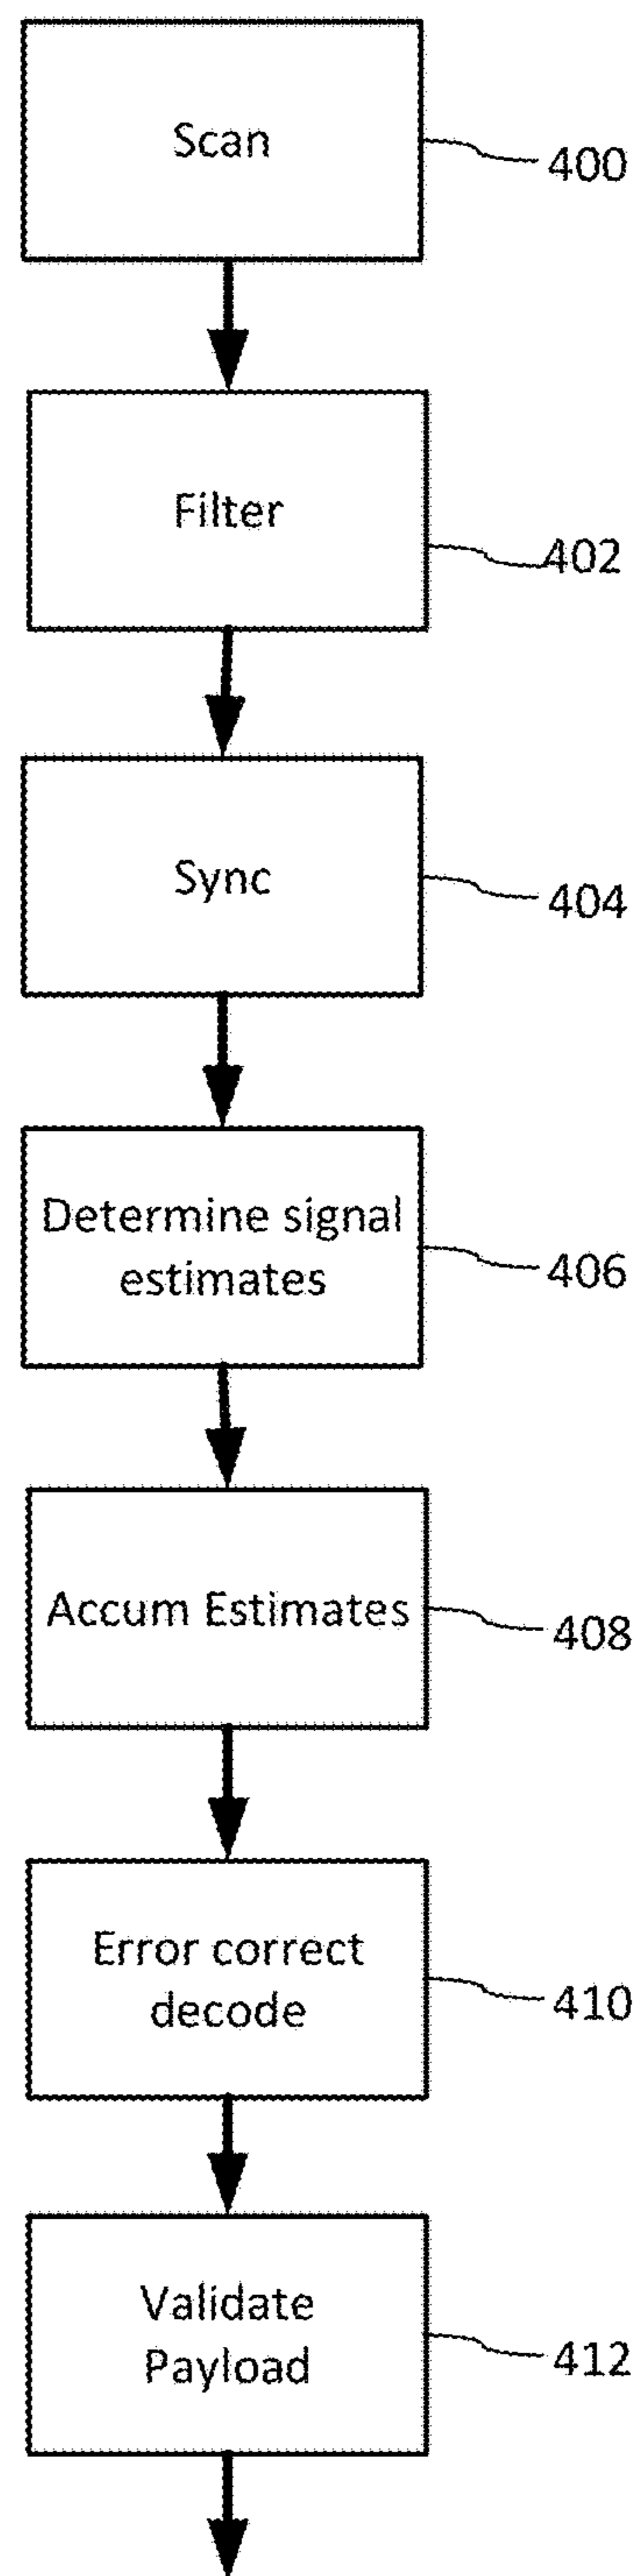 Scan
400
Filter
402
Sync
404
Determine signal
estimates
406
Accum Estimates
408
Error correct
decode
410
Validate
Payload
412